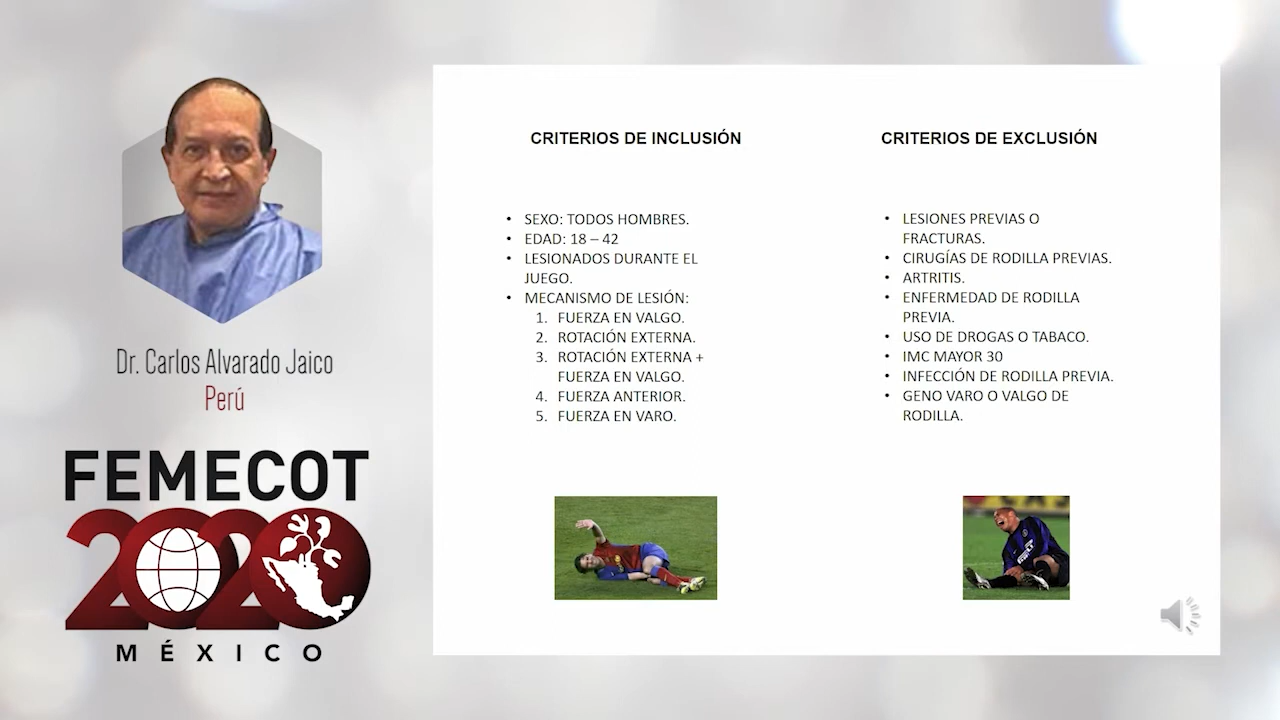 Dr. Carlos Alvarado Jaico
Perú
FEMECOT
2020
MÉXICO
CRITERIOS DE INCLUSIÓN
• SEXO: TODOS HOMBRES.
• EDAD: 18 – 42
• LESIONADOS DURANTE EL
JUEGO.
• MECANISMO DE LESIÓN:
1. FUERZA EN VALGO.
2. ROTACIÓN EXTERNA.
3. ROTACIÓN EXTERNA +
FUERZA EN VALGO.
4. FUERZA ANTERIOR.
5. FUERZA EN VARO.
CRITERIOS DE EXCLUSIÓN
• LESIONES PREVIAS O
FRACTURAS.
• CIRUGÍAS DE RODILLA PREVIAS.
• ARTRITIS.
• ENFERMEDAD DE RODILLA
PREVIA.
• USO DE DROGAS O TABACO.
• IMC MAYOR 30
• INFECCIÓN DE RODILLA PREVIA.
• GENO VARO O VALGO DE
RODILLA.